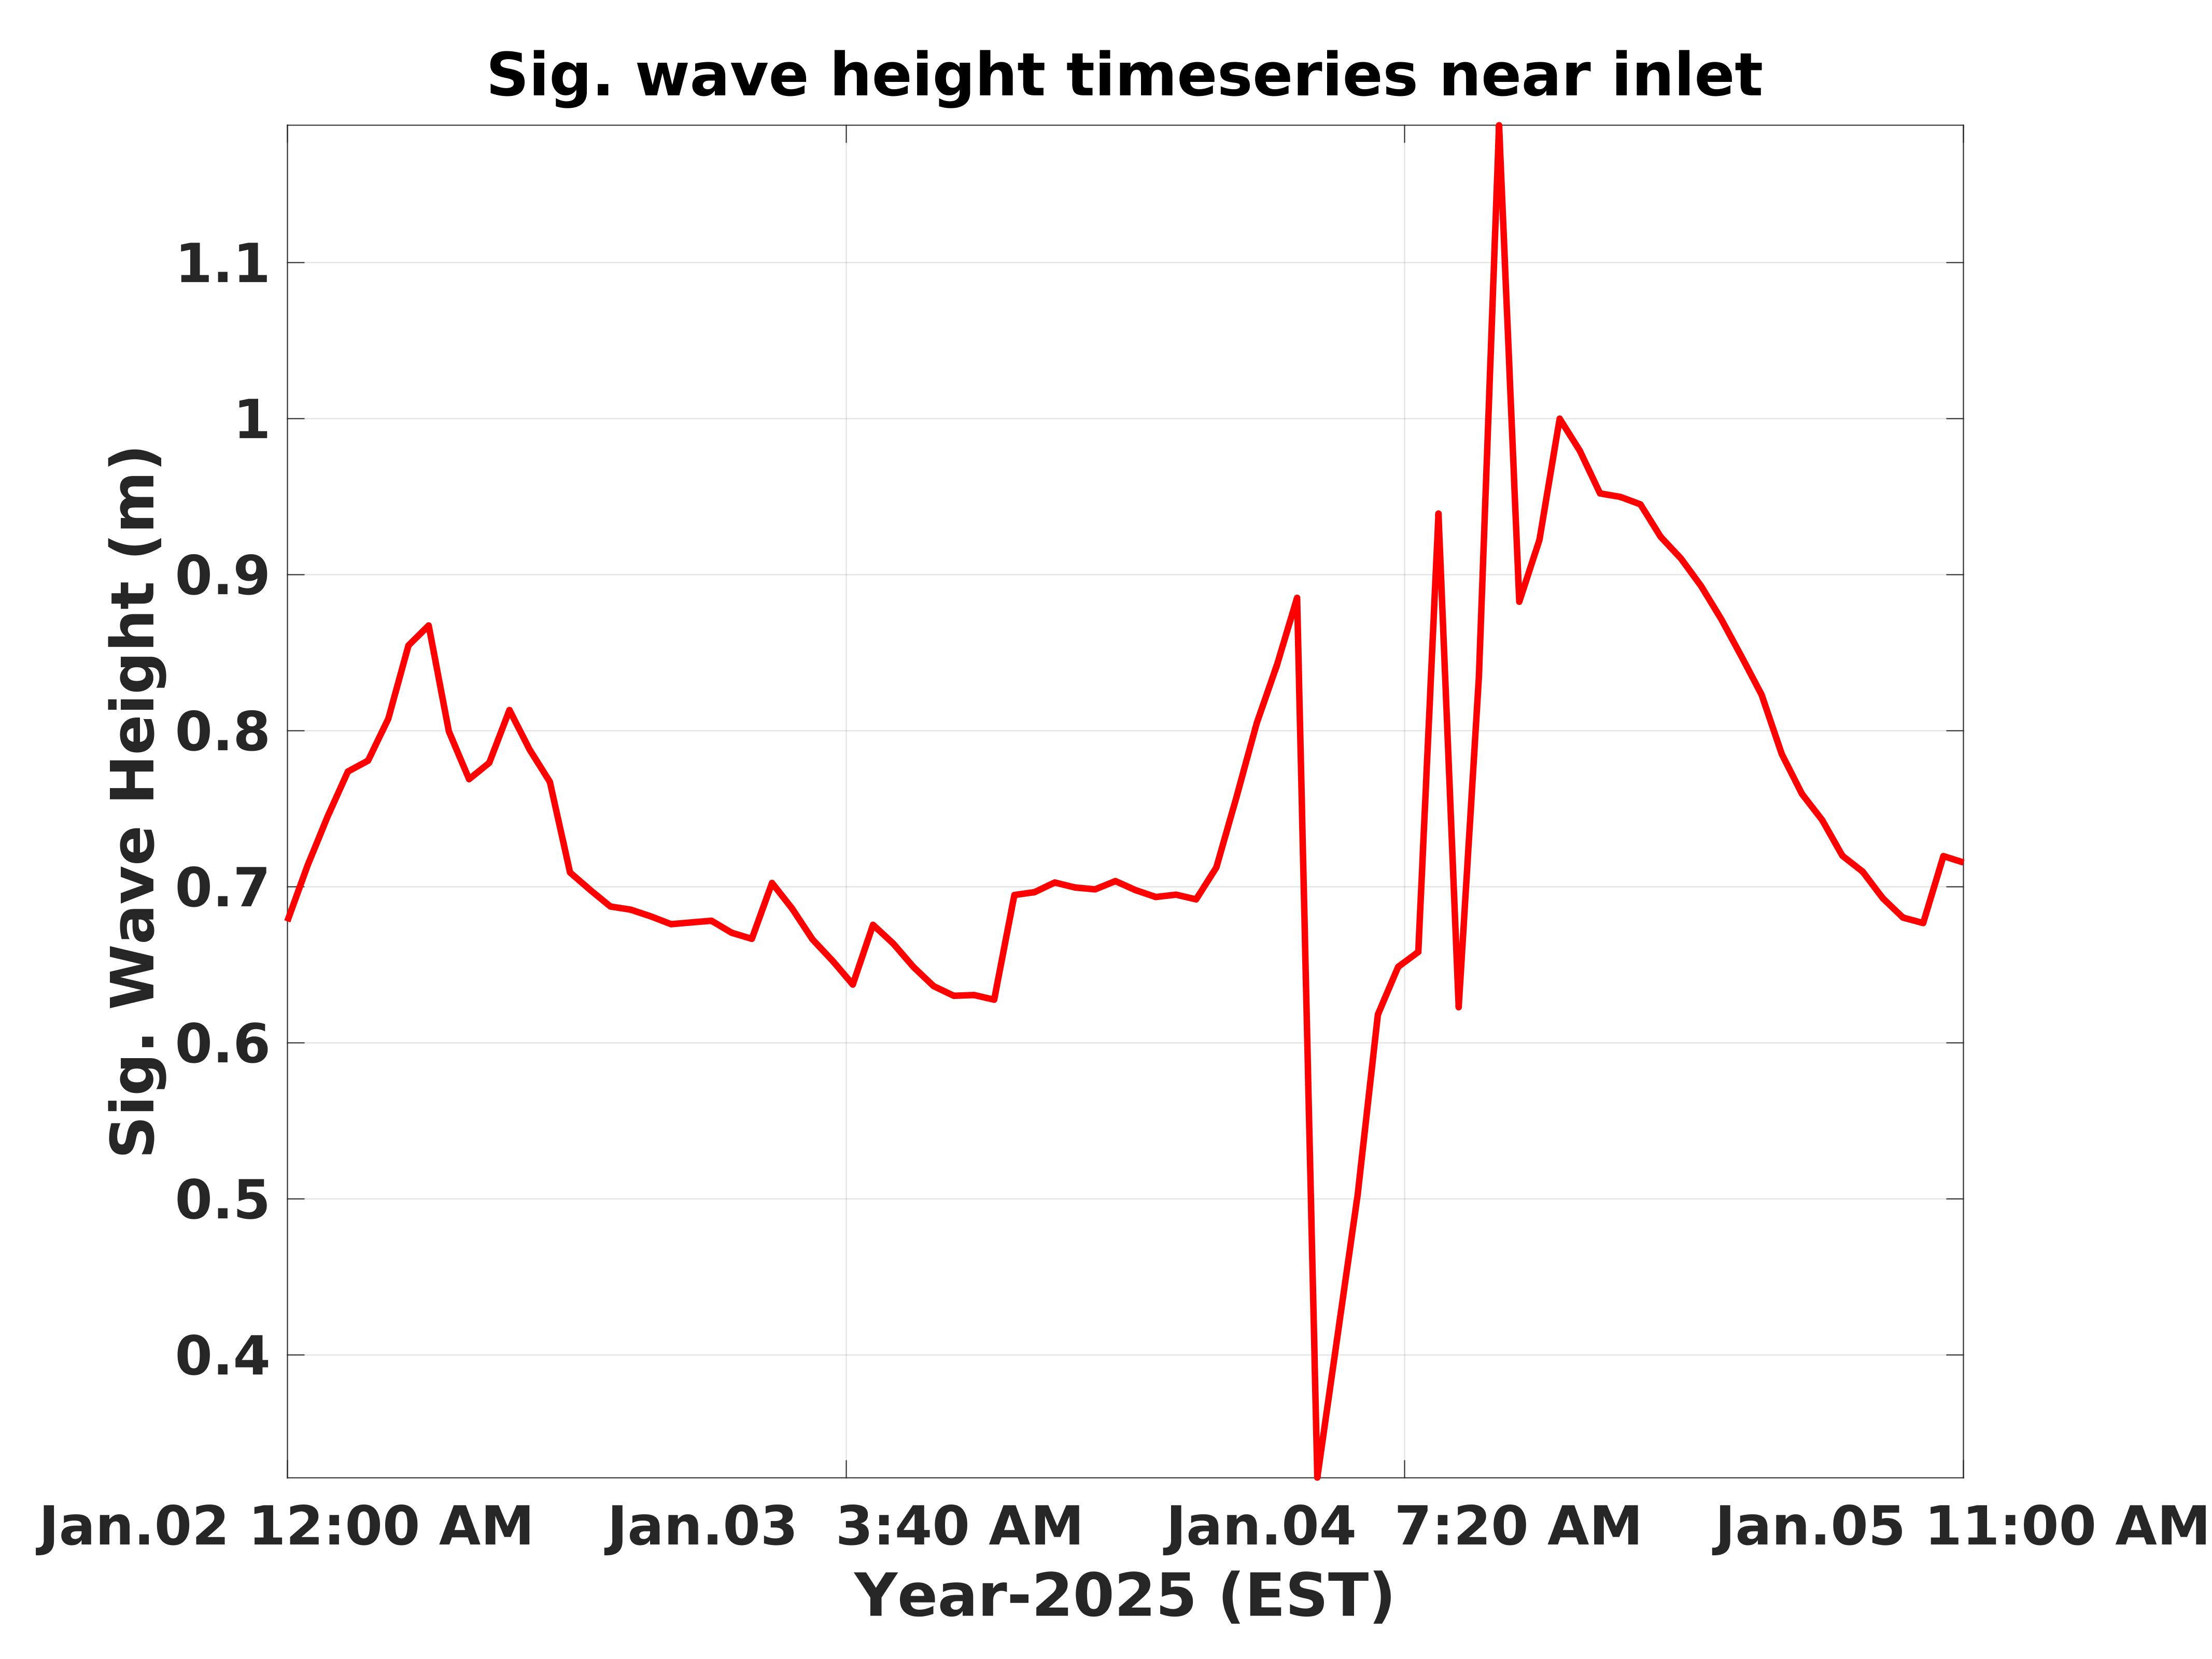 Sig. wave height timeseries near inlet
Sig. Wave Height (m)
1.1
1
0.9
0.8
0.7
0.6
0.5
0.4
Jan.02 12:00 AM Jan.03 3:40 AM Jan.04 7:20 AM Jan.05 11:00 AM
Year-2025 (EST)